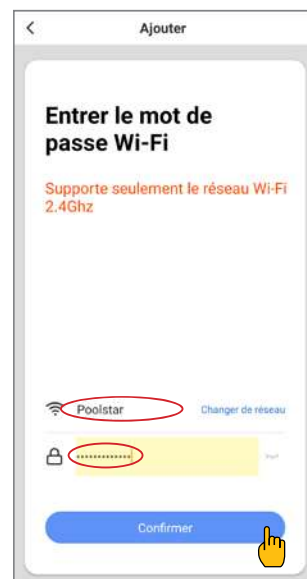 Ajouter
Entrer le mot de
passe Wi-Fi
Supporte seulement le réseau Wi-Fi
2.4Ghz
Poolstar Changer de réseau
•••••••••••••
Confirmer